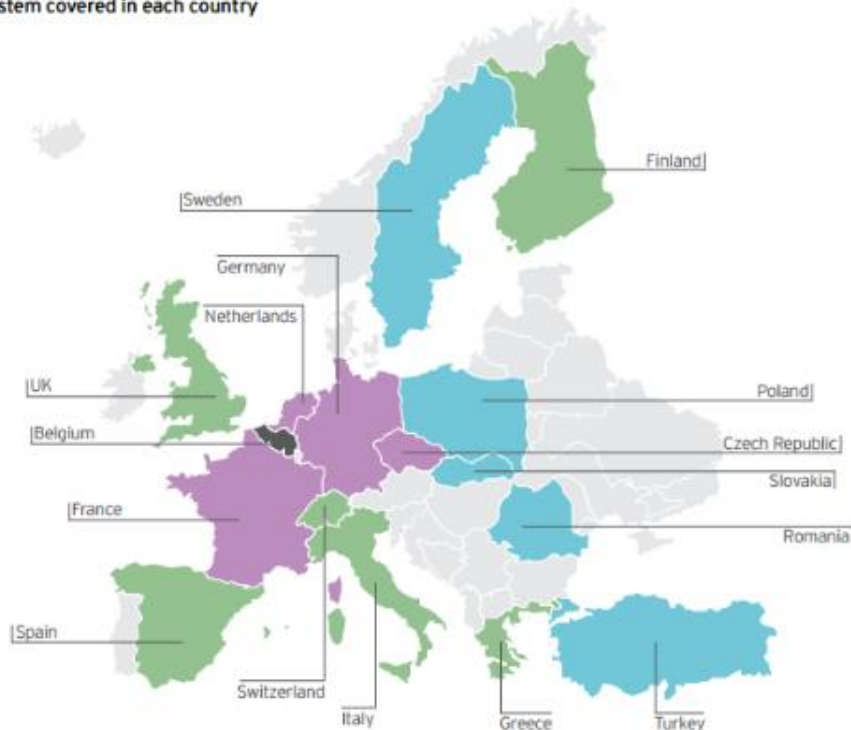 stem covered in each country
Finland
Sweden
Germany
Netherlands
UK
Poland
Belgium
Czech Republic
Slovakia
France
Romania
Spain
Switzerland
Italy
Greece
Turkey